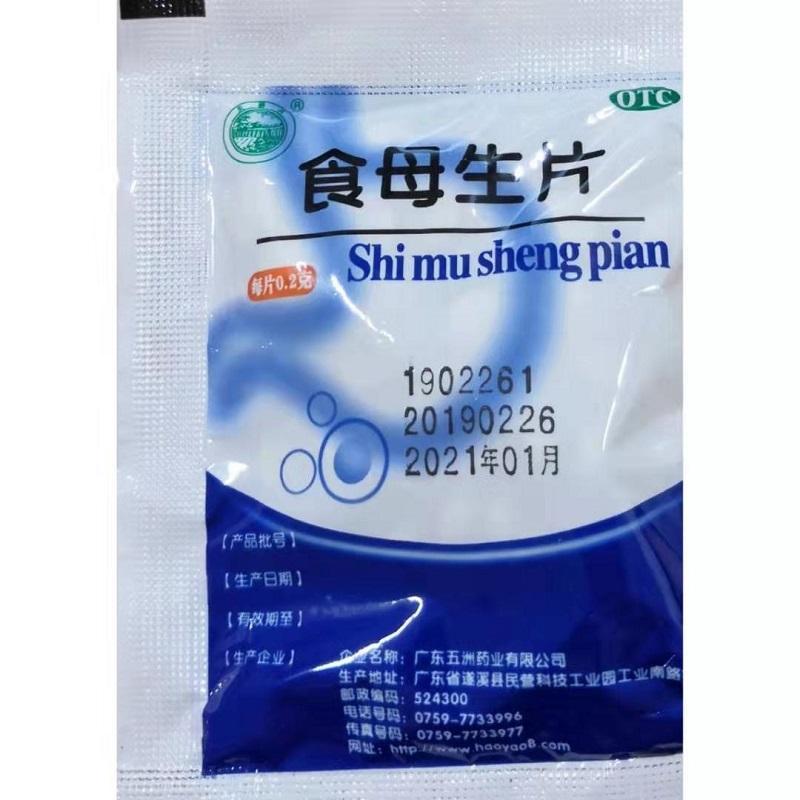 OTC
®
食母生片
Shi mu sheng pian
每片0.2克
1902261
20190226
2021年01月
【产品批号】
【生产日期】
【有效期至】
【生产企业】
企业名称：广东五洲药业有限公司
生产地址：广东省遂溪县民营科技工业园工业南路
邮政编码：524300
电话号码：0759-7733996
传真号码：0759-7733977
网址：http://www.haoyao8.com